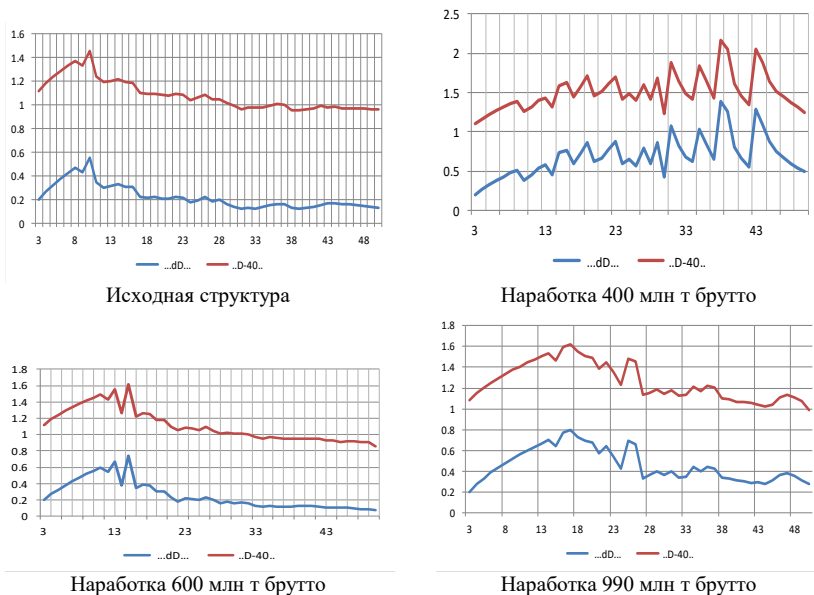 1.6
1.4
1.2
1
0.8
0.6
0.4
0.2
0
3 8 13 18 23 28 33 38 43 48
...dD... ..D-40..
Исходная структура
2.5
2
1.5
1
0.5
0
3 13 23 33 43
...dD... ..D-40..
Наработка 400 млн т брутто
1.8
1.6
1.4
1.2
1
0.8
0.6
0.4
0.2
0
3 13 23 33 43
...dD... ..D-40..
Наработка 600 млн т брутто
1.8
1.6
1.4
1.2
1
0.8
0.6
0.4
0.2
0
3 8 13 18 23 28 33 38 43 48
...dD... ..D-40..
Наработка 990 млн т брутто